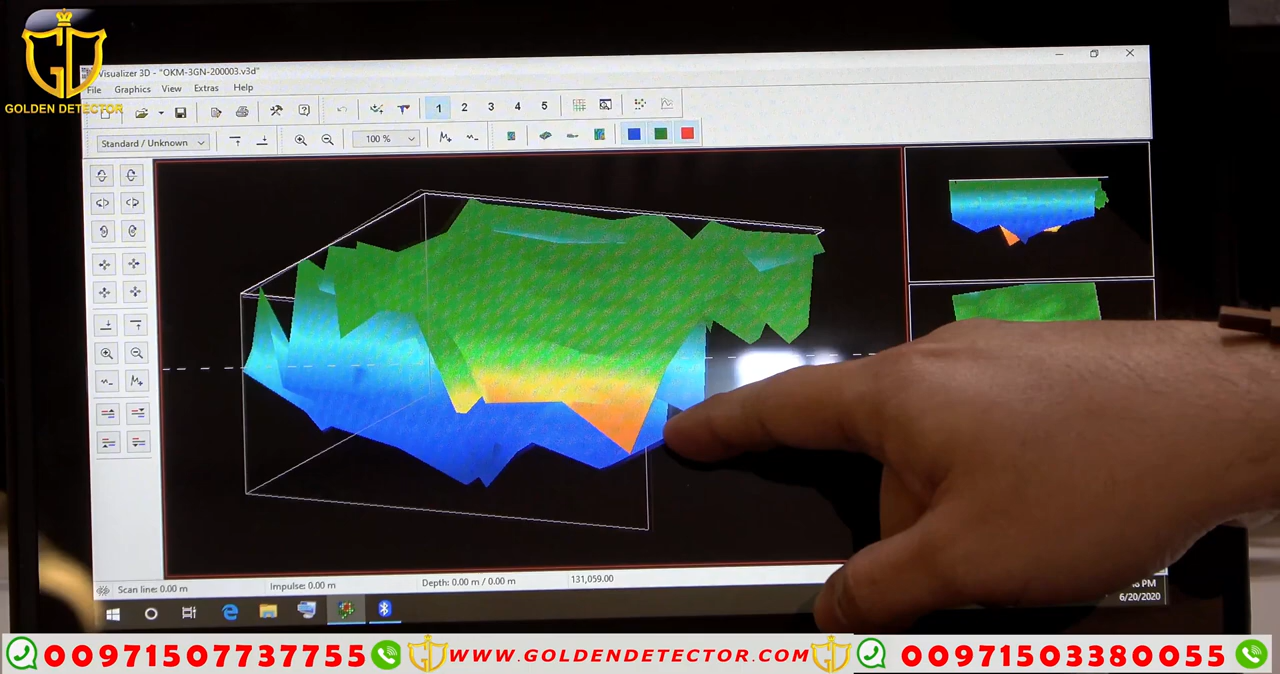 GD
GOLDEN DETECTOR
Visualizer 3D - "OKM-3GN-200003.v3d"
File Graphics View Extras Help
1 2 3 4 5
Standard / Unknown
100 %
Scan line: 0.00 m
Impulse: 0.00 m
Depth: 0.00 m / 0.00 m
131,059.00
PM
6/20/2020
00971507737755
WWW.GOLDENDETECTOR.COM
00971503380055